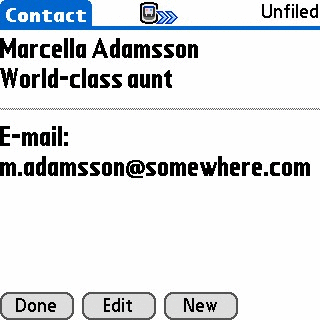 Contact
Unfiled
Marcella Adamsson
World-class aunt
E-mail:
m.adamsson@somewhere.com
Done
Edit
New